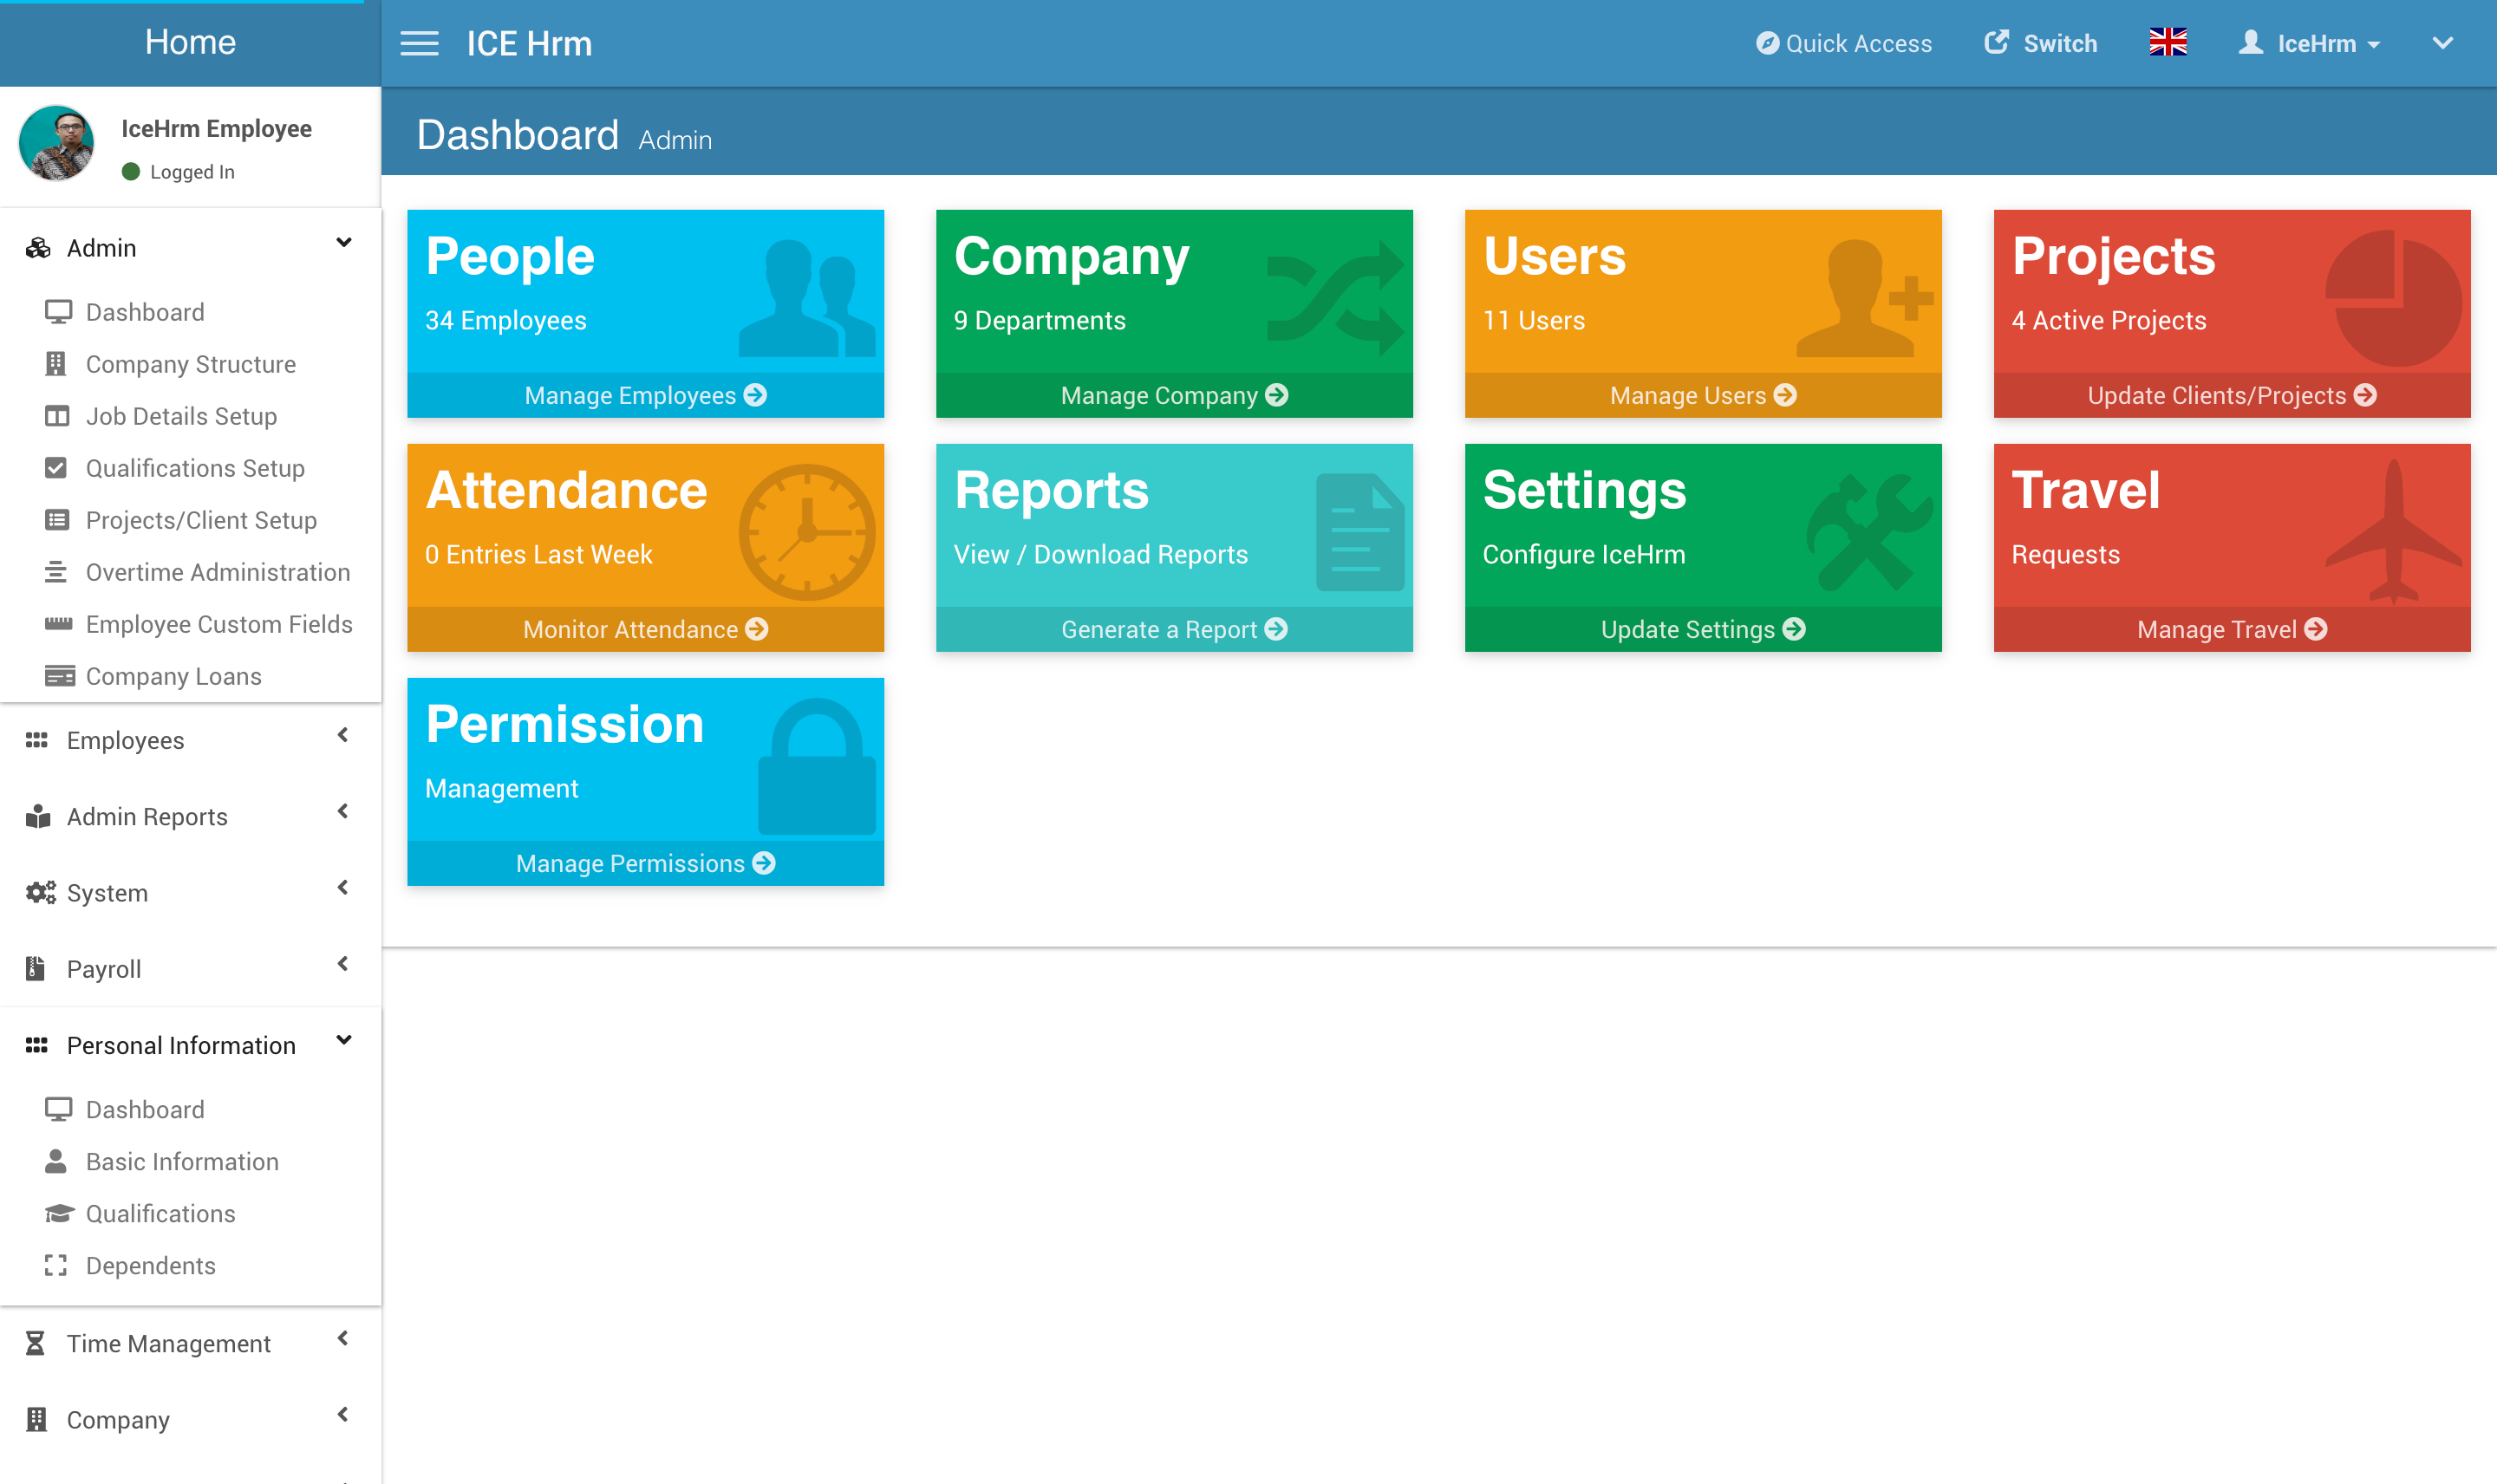 Home
ICE Hrm
Quick Access
Switch
IceHrm
IceHrm Employee
Logged In
Dashboard Admin
Admin
Dashboard
Company Structure
Job Details Setup
Qualifications Setup
Projects/Client Setup
Overtime Administration
Employee Custom Fields
Company Loans
Employees
Admin Reports
System
Payroll
Personal Information
Dashboard
Basic Information
Qualifications
Dependents
Time Management
Company
People
34 Employees
Manage Employees
Company
9 Departments
Manage Company
Users
11 Users
Manage Users
Projects
4 Active Projects
Update Clients/Projects
Attendance
0 Entries Last Week
Monitor Attendance
Reports
View / Download Reports
Generate a Report
Settings
Configure IceHrm
Update Settings
Travel
Requests
Manage Travel
Permission
Management
Manage Permissions